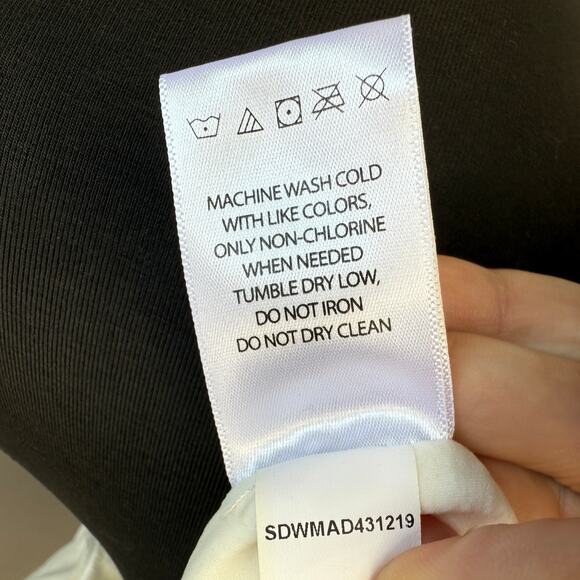 MACHINE WASH COLD
WITH LIKE COLORS,
ONLY NON-CHLORINE
WHEN NEEDED
TUMBLE DRY LOW,
DO NOT IRON
DO NOT DRY CLEAN
SDWMAD431219